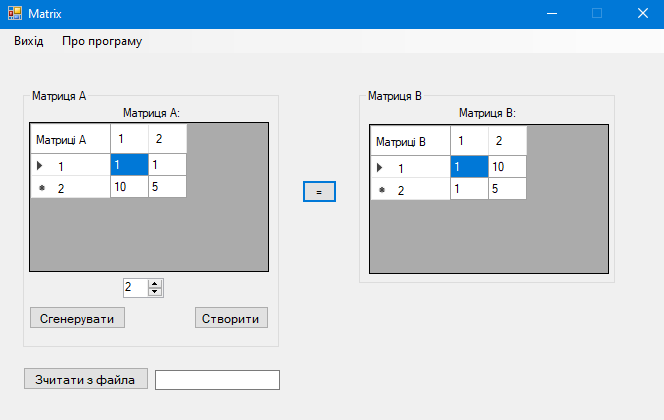 Matrix
Вихід Про програму
Матриця A
Матриця A:
Матриці A 1 2
1 1 1
2 10 5
2
Сгенерувати Створити
=
Матриця B
Матриця B:
Матриці B 1 2
1 1 10
2 1 5
Зчитати з файла